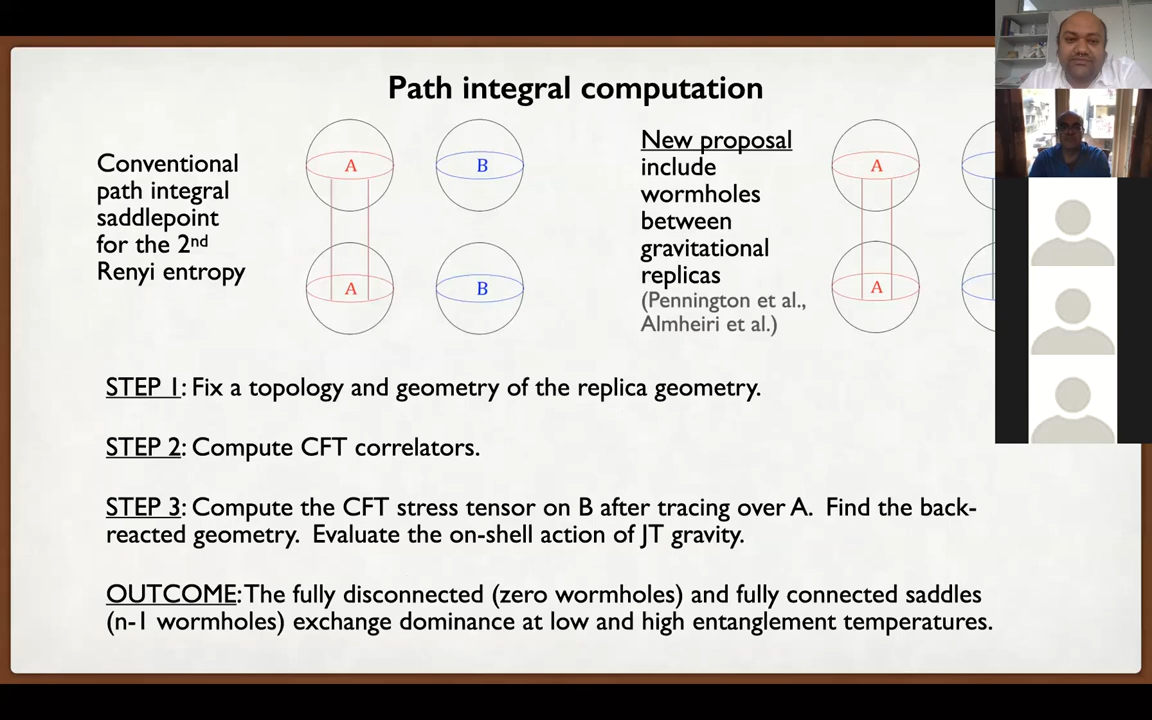 Path integral computation
Conventional
path integral
saddlepoint
for the 2nd
Renyi entropy
A
B
A
B
New proposal
include
wormholes
between
gravitational
replicas
(Pennington et al.,
Almheiri et al.)
A
A
STEP 1: Fix a topology and geometry of the replica geometry.
STEP 2: Compute CFT correlators.
STEP 3: Compute the CFT stress tensor on B after tracing over A. Find the back-
reacted geometry. Evaluate the on-shell action of JT gravity.
OUTCOME: The fully disconnected (zero wormholes) and fully connected saddles
(n-1 wormholes) exchange dominance at low and high entanglement temperatures.